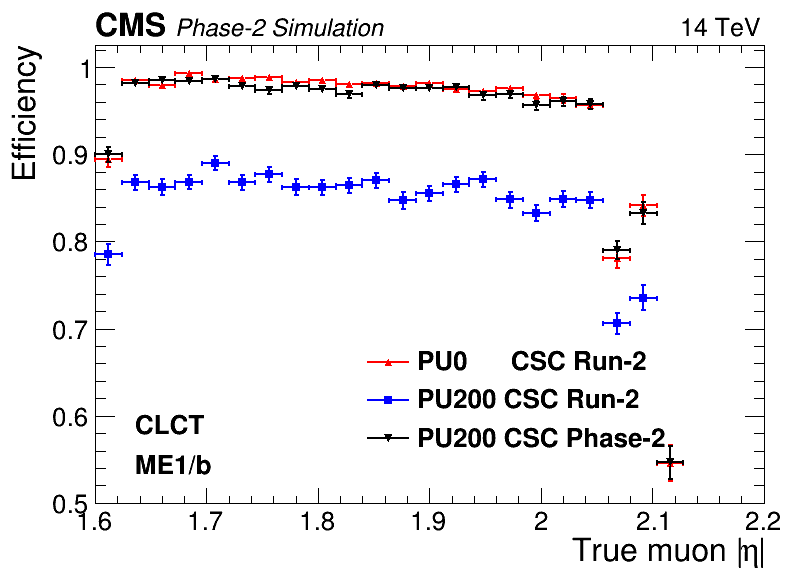 CMS Phase-2 Simulation 14 TeV
Efficiency
1
0.9
0.8
0.7
0.6
0.5
PU0 CSC Run-2
PU200 CSC Run-2
PU200 CSC Phase-2
CLCT
ME1/b
1.6 1.7 1.8 1.9 2 2.1 2.2
True muon |η|